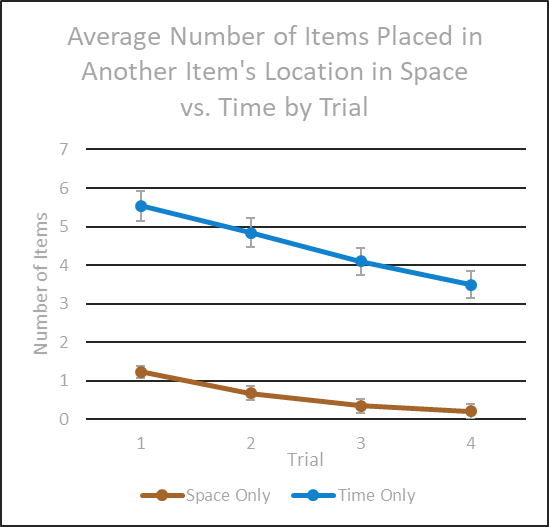 Average Number of Items Placed in
Another Item's Location in Space
vs. Time by Trial
7
6
5
4
3
2
1
0
Number of Items
1 2 3 4
Trial
Space Only Time Only